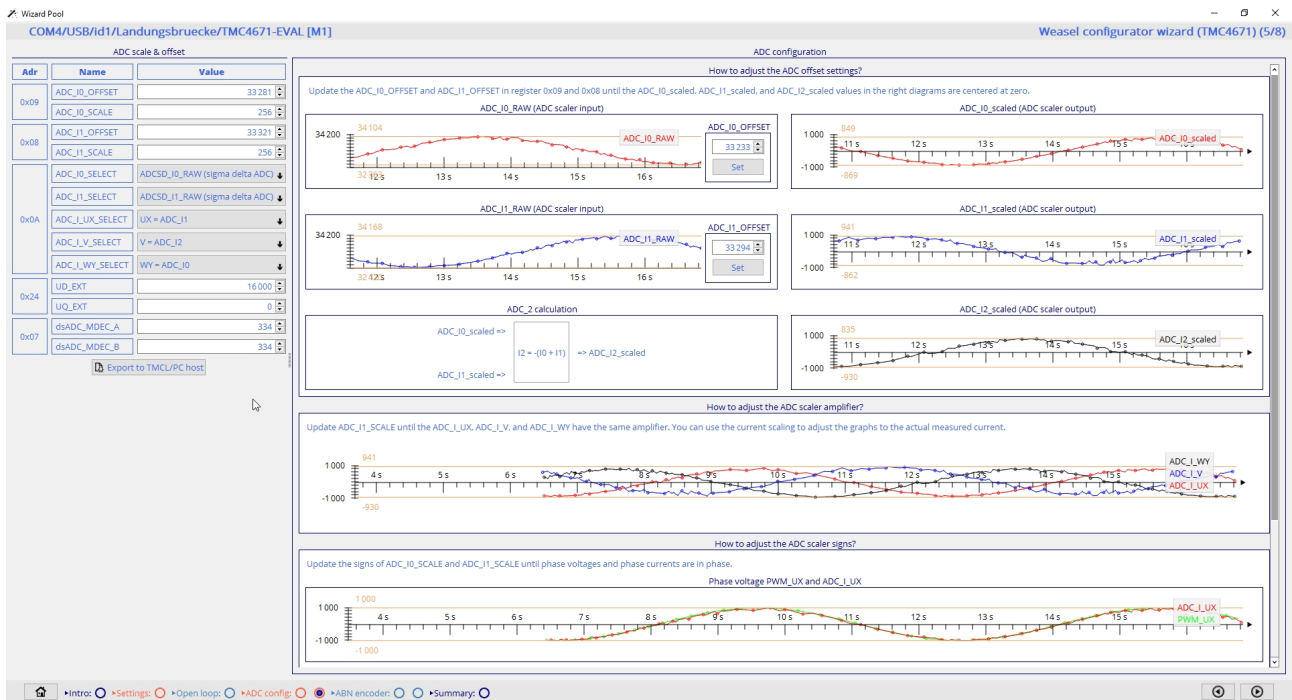 Wizard Pool
COM4/USB/id1/Landungsbruecke/TMC4671-EVAL [M1]
Weasel configurator wizard (TMC4671) (5/8)
ADC scale & offset
Adr Name Value
0x09
ADC_I0_OFFSET 33 281
ADC_I0_SCALE 256
0x08
ADC_I1_OFFSET 33 321
ADC_I1_SCALE 256
0x0A
ADC_I0_SELECT ADCSD_I0_RAW (sigma delta ADC)
ADC_I1_SELECT ADCSD_I1_RAW (sigma delta ADC)
ADC_I_UX_SELECT UX = ADC_I1
ADC_I_V_SELECT V = ADC_I2
ADC_I_WY_SELECT WY = ADC_I0
0x24
UD_EXT 16 000
UQ_EXT 0
0x07
dsADC_MDEC_A 334
dsADC_MDEC_B 334
Export to TMCL/PC host
ADC configuration
How to adjust the ADC offset settings?
Update the ADC_I0_OFFSET and ADC_I1_OFFSET in register 0x09 and 0x08 until the ADC_I0_scaled, ADC_I1_scaled, and ADC_I2_scaled values in the right diagrams are centered at zero.
ADC_I0_RAW (ADC scaler input)
34 104
34 200
ADC_I0_RAW
12 s 13 s 14 s 15 s 16 s
ADC_I0_OFFSET
33 233
Set
ADC_I0_scaled (ADC scaler output)
849
1 000
11 s 12 s 13 s 14 s 15 s
ADC_I0_scaled
-1 000
-869
ADC_I1_RAW (ADC scaler input)
34 168
34 200
ADC_I1_RAW
12 s 13 s 14 s 15 s 16 s
ADC_I1_OFFSET
33 294
Set
ADC_I1_scaled (ADC scaler output)
941
1 000
11 s 12 s 13 s 14 s 15 s
ADC_I1_scaled
-1 000
-862
ADC_2 calculation
ADC_I0_scaled =>
I2 = -(I0 + I1)
=> ADC_I2_scaled
ADC_I1_scaled =>
ADC_I2_scaled (ADC scaler output)
835
1 000
11 s 12 s 13 s 14 s 15 s
ADC_I2_scaled
-1 000
-930
How to adjust the ADC scaler amplifier?
Update ADC_I1_SCALE until the ADC_I_UX, ADC_I_V, and ADC_I_WY have the same amplifier. You can use the current scaling to adjust the graphs to the actual measured current.
941
1 000
4 s 5 s 6 s 8 s 9 s 10 s 11 s 12 s 13 s 14 s 15 s
ADC_I_WY
ADC_I_V
ADC_I_UX
-1 000
-930
How to adjust the ADC scaler signs?
Update the signs of ADC_I0_SCALE and ADC_I1_SCALE until phase voltages and phase currents are in phase.
Phase voltage PWM_UX and ADC_I_UX
1 000
1 000
4 s 5 s 6 s 7 s 8 s 9 s 10 s 11 s 12 s 13 s 14 s 15 s
ADC_I_UX
PWM_UX
-1 000
-1 000
Intro: Settings: Open loop: ADC config: ABN encoder: Summary: